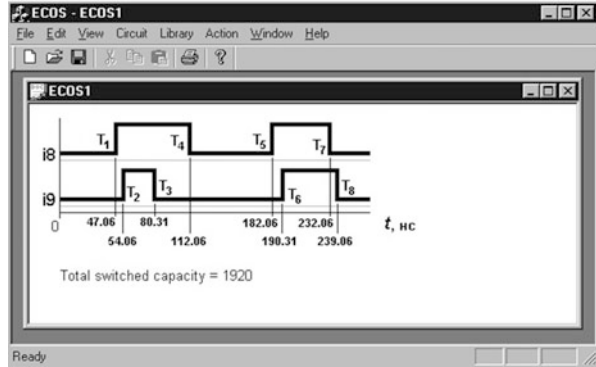 ECOS - ECOS1
File Edit View Circuit Library Action Window Help
ECOS1
i8 T1 T4 T5 T7
i9 T2 T3 T6 T8
0 47.06 80.31 182.06 232.06 t, нс
54.06 112.06 190.31 239.06
Total switched capacity = 1920
Ready